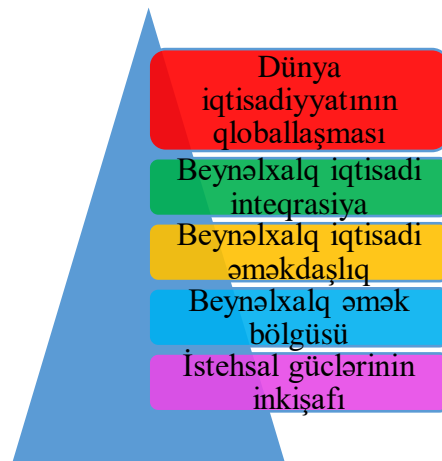 Dünya
iqtisadiyyatının
qloballaşması
Beynəlxalq iqtisadi
inteqrasiya
Beynəlxalq iqtisadi
əməkdaşlıq
Beynəlxalq əmək
bölgüsü
İstehsal güclərinin
inkişafı